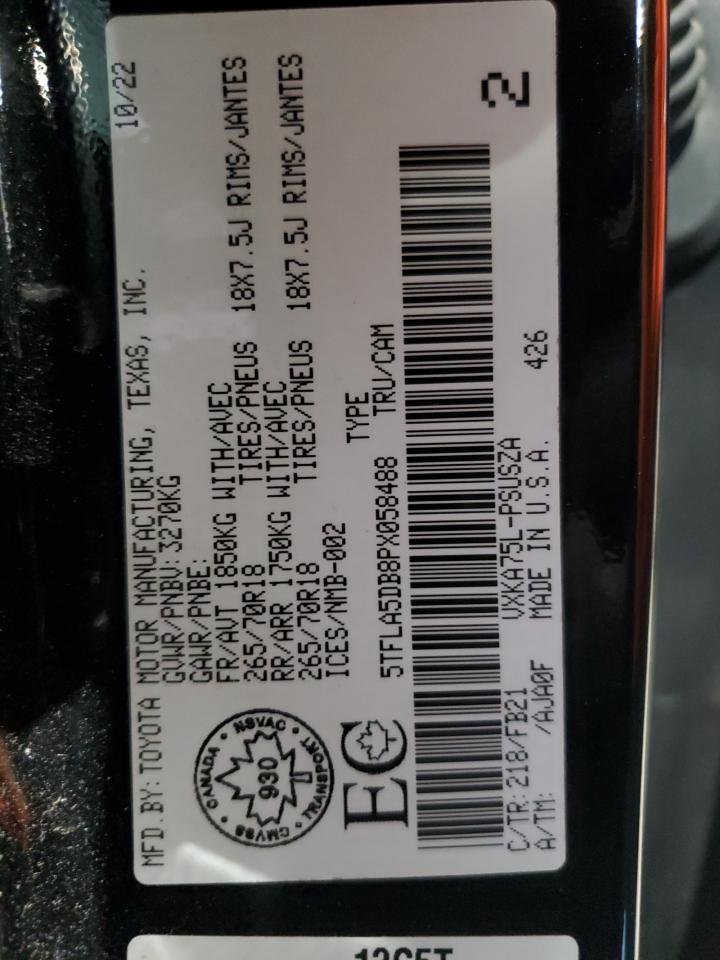 MFD.BY: TOYOTA MOTOR MANUFACTURING, TEXAS, INC. 10/22
GVWR/PNBV: 3270KG
GAWR/PNBE:
FR/AVT 1850KG WITH/AVEC
265/70R18 TIRES/PNEUS 18X7.5J RIMS/JANTES
RR/ARR 1750KG WITH/AVEC
265/70R18 TIRES/PNEUS 18X7.5J RIMS/JANTES
ICES/NMB-002
CANADA • NSVAC • TRANSPORT • CMVSS
930
T
EC
TYPE
5TFLA5DB8PX058488 TRU/CAM
2
C/TR: 218/FB21 VXKA75L-PSUSZA
A/TM: /AJA0F MADE IN U.S.A. 426